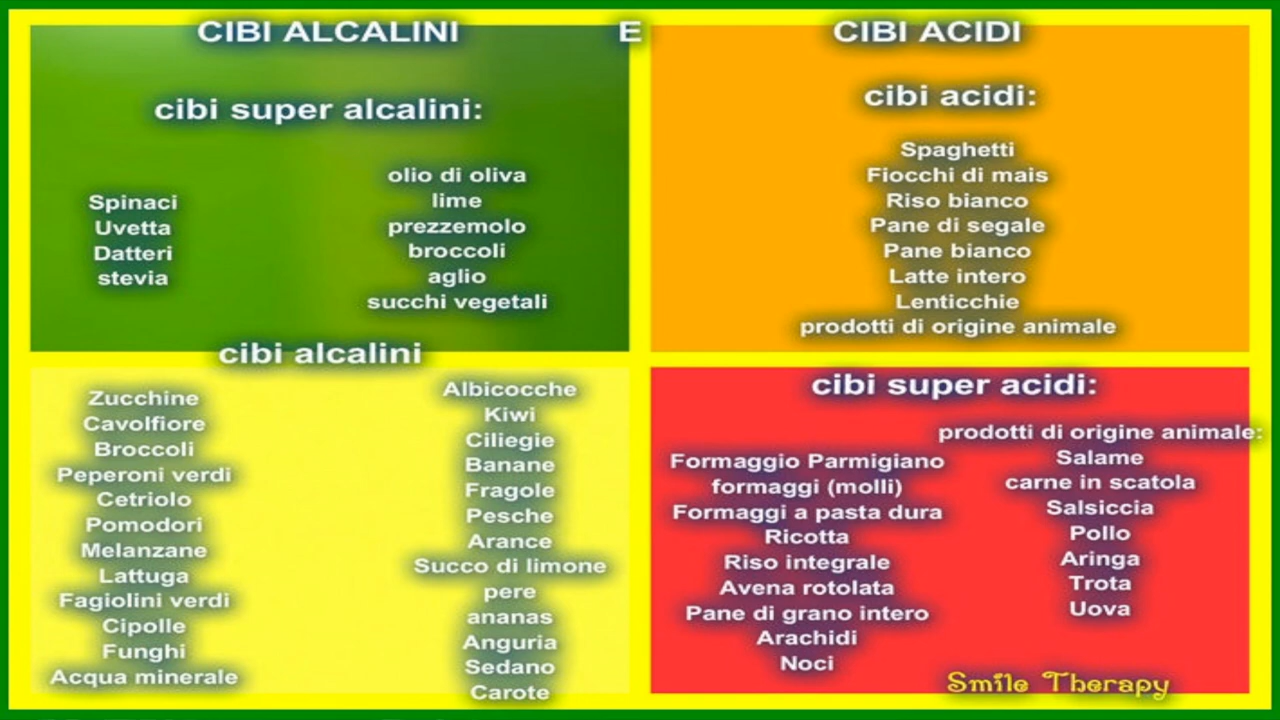 CIBI ALCALINI E CIBI ACIDI
cibi super alcalini:
Spinaci
Uvetta
Datteri
stevia
olio di oliva
lime
prezzemolo
broccoli
aglio
succhi vegetali
cibi acidi:
Spaghetti
Fiocchi di mais
Riso bianco
Pane di segale
Pane bianco
Latte intero
Lenticchie
prodotti di origine animale
cibi alcalini
Zucchine
Cavolfiore
Broccoli
Peperoni verdi
Cetriolo
Pomodori
Melanzane
Lattuga
Fagiolini verdi
Cipolle
Funghi
Acqua minerale
Albicocche
Kiwi
Ciliegie
Banane
Fragole
Pesche
Arance
Succo di limone
pere
ananas
Anguria
Sedano
Carote
cibi super acidi:
Formaggio Parmigiano
formaggi (molli)
Formaggi a pasta dura
Ricotta
Riso integrale
Avena rotolata
Pane di grano intero
Arachidi
Noci
prodotti di origine animale:
Salame
carne in scatola
Salsiccia
Pollo
Aringa
Trota
Uova
Smile Therapy